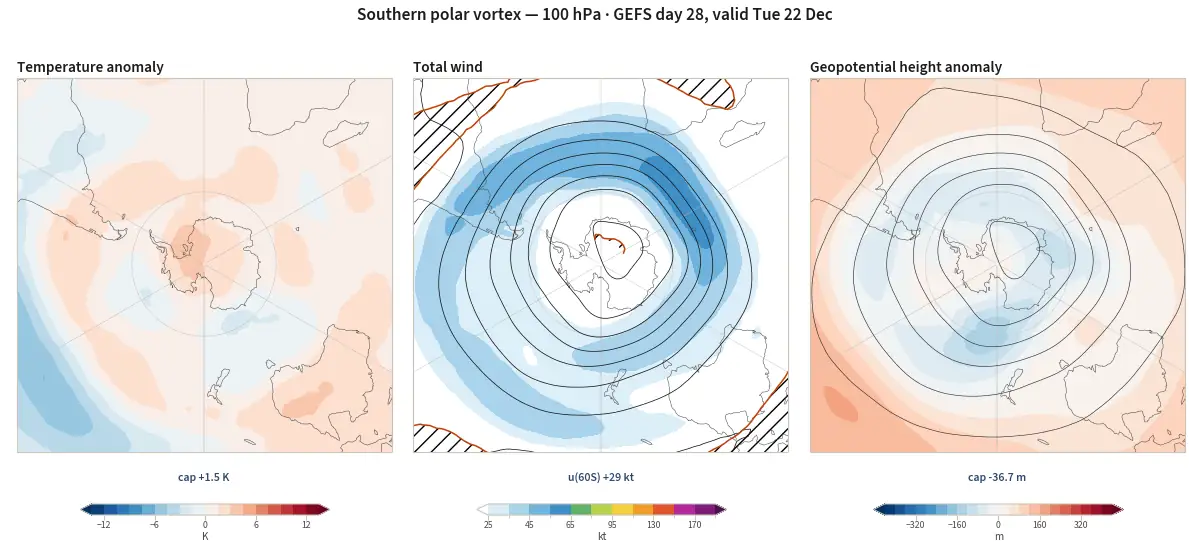 Southern polar vortex — 100 hPa · GEFS day 28, valid Tue 22 Dec
Temperature anomaly
Total wind
Geopotential height anomaly
cap +1.5 K
u(60S) +29 kt
cap -36.7 m
−12 −6 0 6 12
K
25 45 65 95 130 170
kt
−320 −160 0 160 320
m